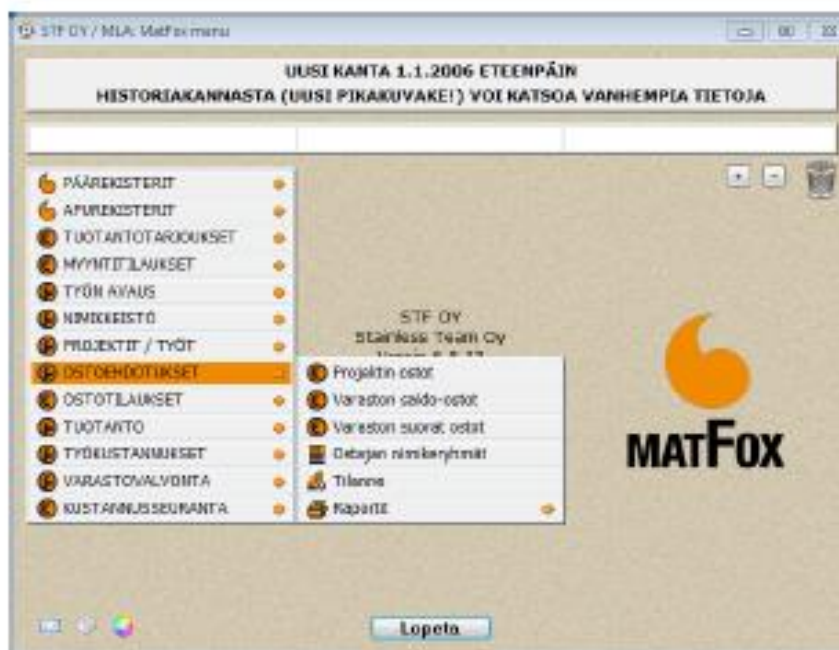 STF OY / MLA: MatFox menu
UUSI KANTA 1.1.2006 ETEENPÄIN
HISTORIAKANNASTA (UUSI PIKAKUVAKE!) VOI KATSOA VANHEMPIA TIETOJA
PÄÄREKISTERIT
APUREKISTERIT
TUOTANTOTARJOUKSET
MYYNTITILAUKSET
TYÖN AVAUS
NIMIKKEISTÖ
PROJEKTIT / TYÖT
OSTOEHDOTUKSET
OSTOTILAUKSET
TUOTANTO
TYÖKUSTANNUKSET
VARASTOVALVONTA
KUSTANNUSSEURANTA
STF OY
Stainless Team Oy
Projektin ostot
Varaston saldo-ostot
Varaston suorat ostot
Ostajan nimikeryhmät
Tilanne
Raportit
MATFOX
Lopeta